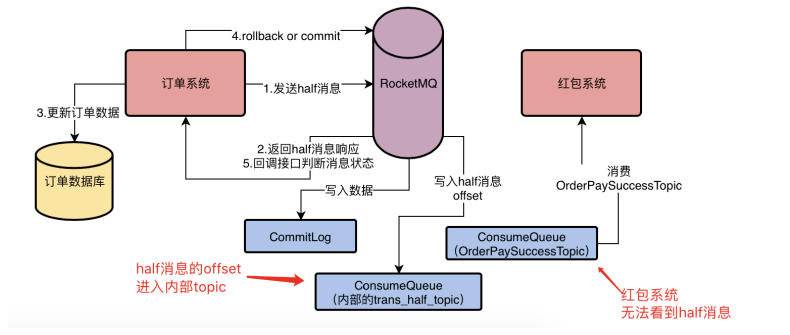 4.rollback or commit
订单系统
1.发送half消息
RocketMQ
红包系统
3.更新订单数据
订单数据库
2.返回half消息响应
5.回调接口判断消息状态
写入数据
写入half消息
offset
消费
OrderPaySuccessTopic
CommitLog
ConsumeQueue
（OrderPaySuccessTopic）
half消息的offset
进入内部topic
ConsumeQueue
（内部的trans_half_topic）
红包系统
无法看到half消息